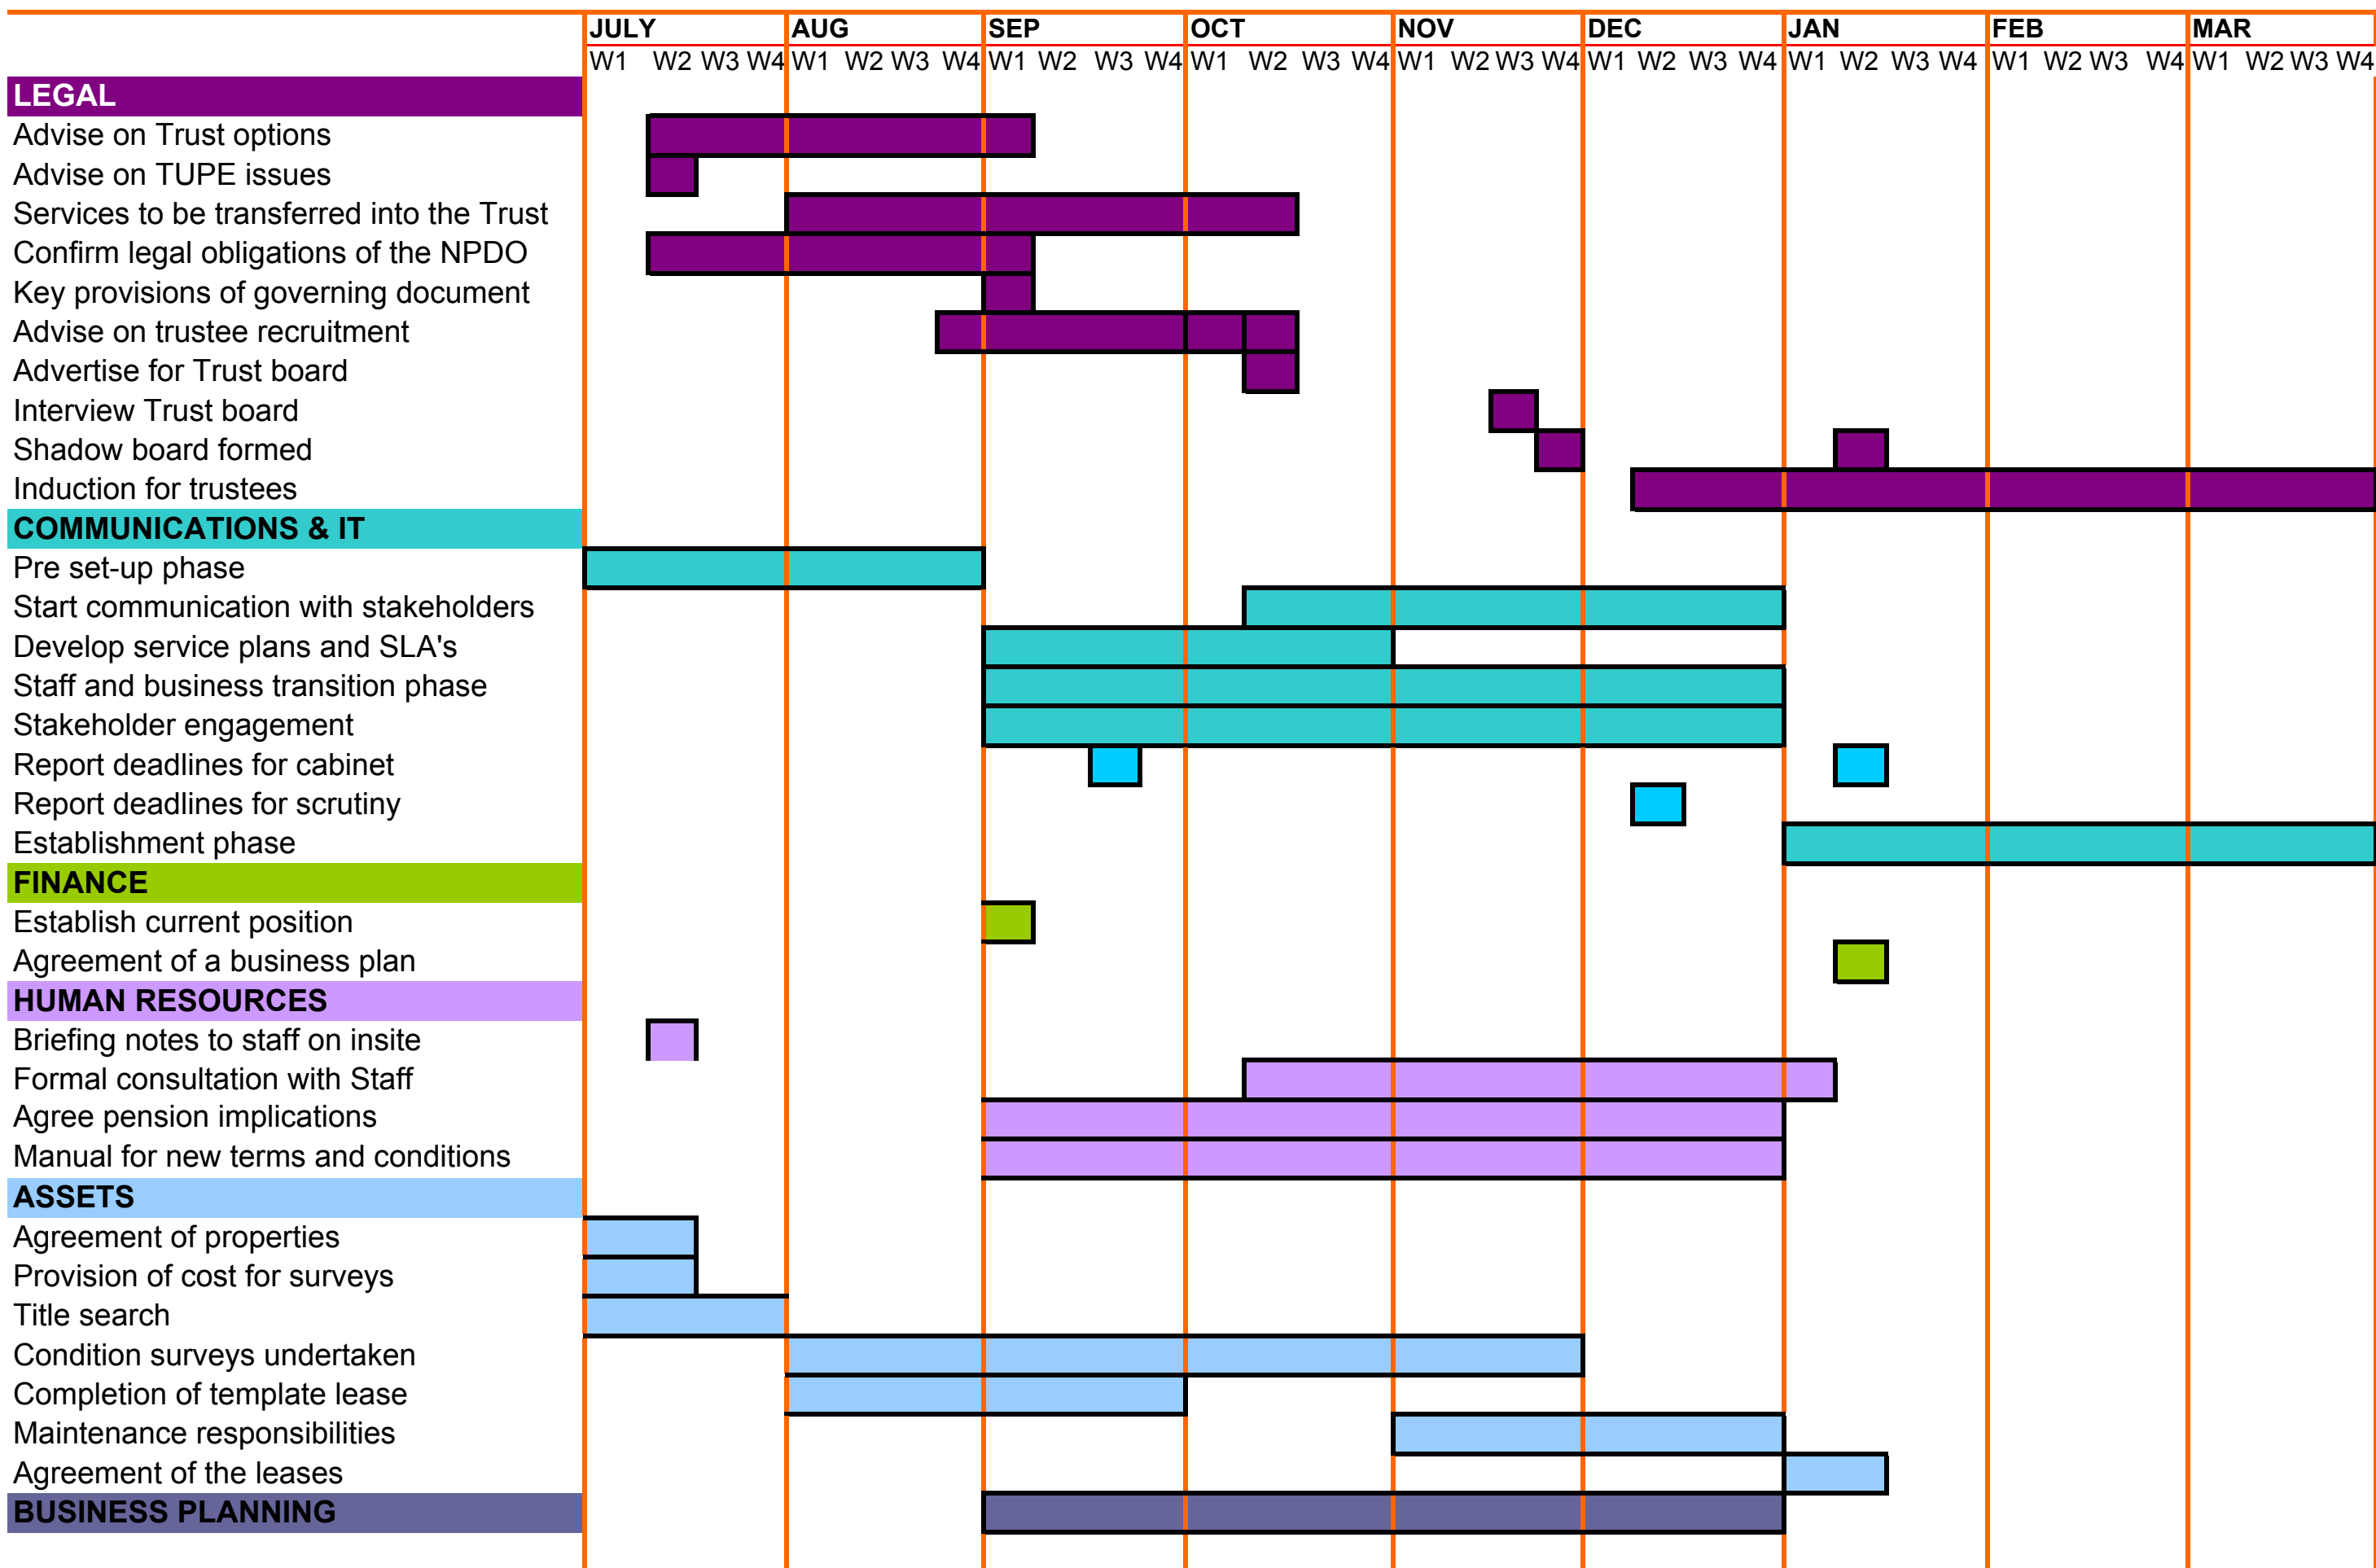 JULY AUG SEP OCT NOV DEC JAN FEB MAR
W1 W2 W3 W4 W1 W2 W3 W4 W1 W2 W3 W4 W1 W2 W3 W4 W1 W2 W3 W4 W1 W2 W3 W4 W1 W2 W3 W4 W1 W2 W3 W4 W1 W2 W3 W4
LEGAL
Advise on Trust options
Advise on TUPE issues
Services to be transferred into the Trust
Confirm legal obligations of the NPDO
Key provisions of governing document
Advise on trustee recruitment
Advertise for Trust board
Interview Trust board
Shadow board formed
Induction for trustees
COMMUNICATIONS & IT
Pre set-up phase
Start communication with stakeholders
Develop service plans and SLA's
Staff and business transition phase
Stakeholder engagement
Report deadlines for cabinet
Report deadlines for scrutiny
Establishment phase
FINANCE
Establish current position
Agreement of a business plan
HUMAN RESOURCES
Briefing notes to staff on insite
Formal consultation with Staff
Agree pension implications
Manual for new terms and conditions
ASSETS
Agreement of properties
Provision of cost for surveys
Title search
Condition surveys undertaken
Completion of template lease
Maintenance responsibilities
Agreement of the leases
BUSINESS PLANNING